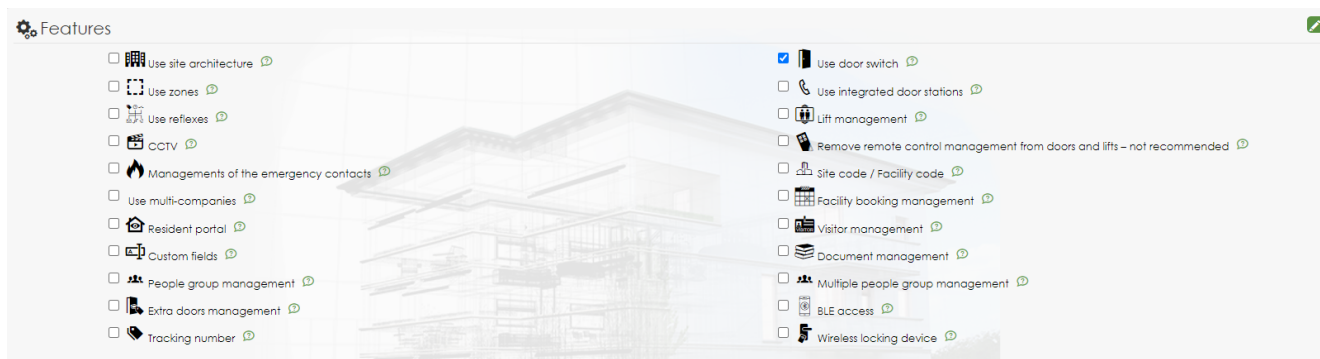 Features
Use site architecture
Use zones
Use reflexes
CCTV
Managements of the emergency contacts
Use multi-companies
Resident portal
Custom fields
People group management
Extra doors management
Tracking number
Use door switch
Use integrated door stations
Lift management
Remove remote control management from doors and lifts – not recommended
Site code / Facility code
Facility booking management
Visitor management
Document management
Multiple people group management
BLE access
Wireless locking device